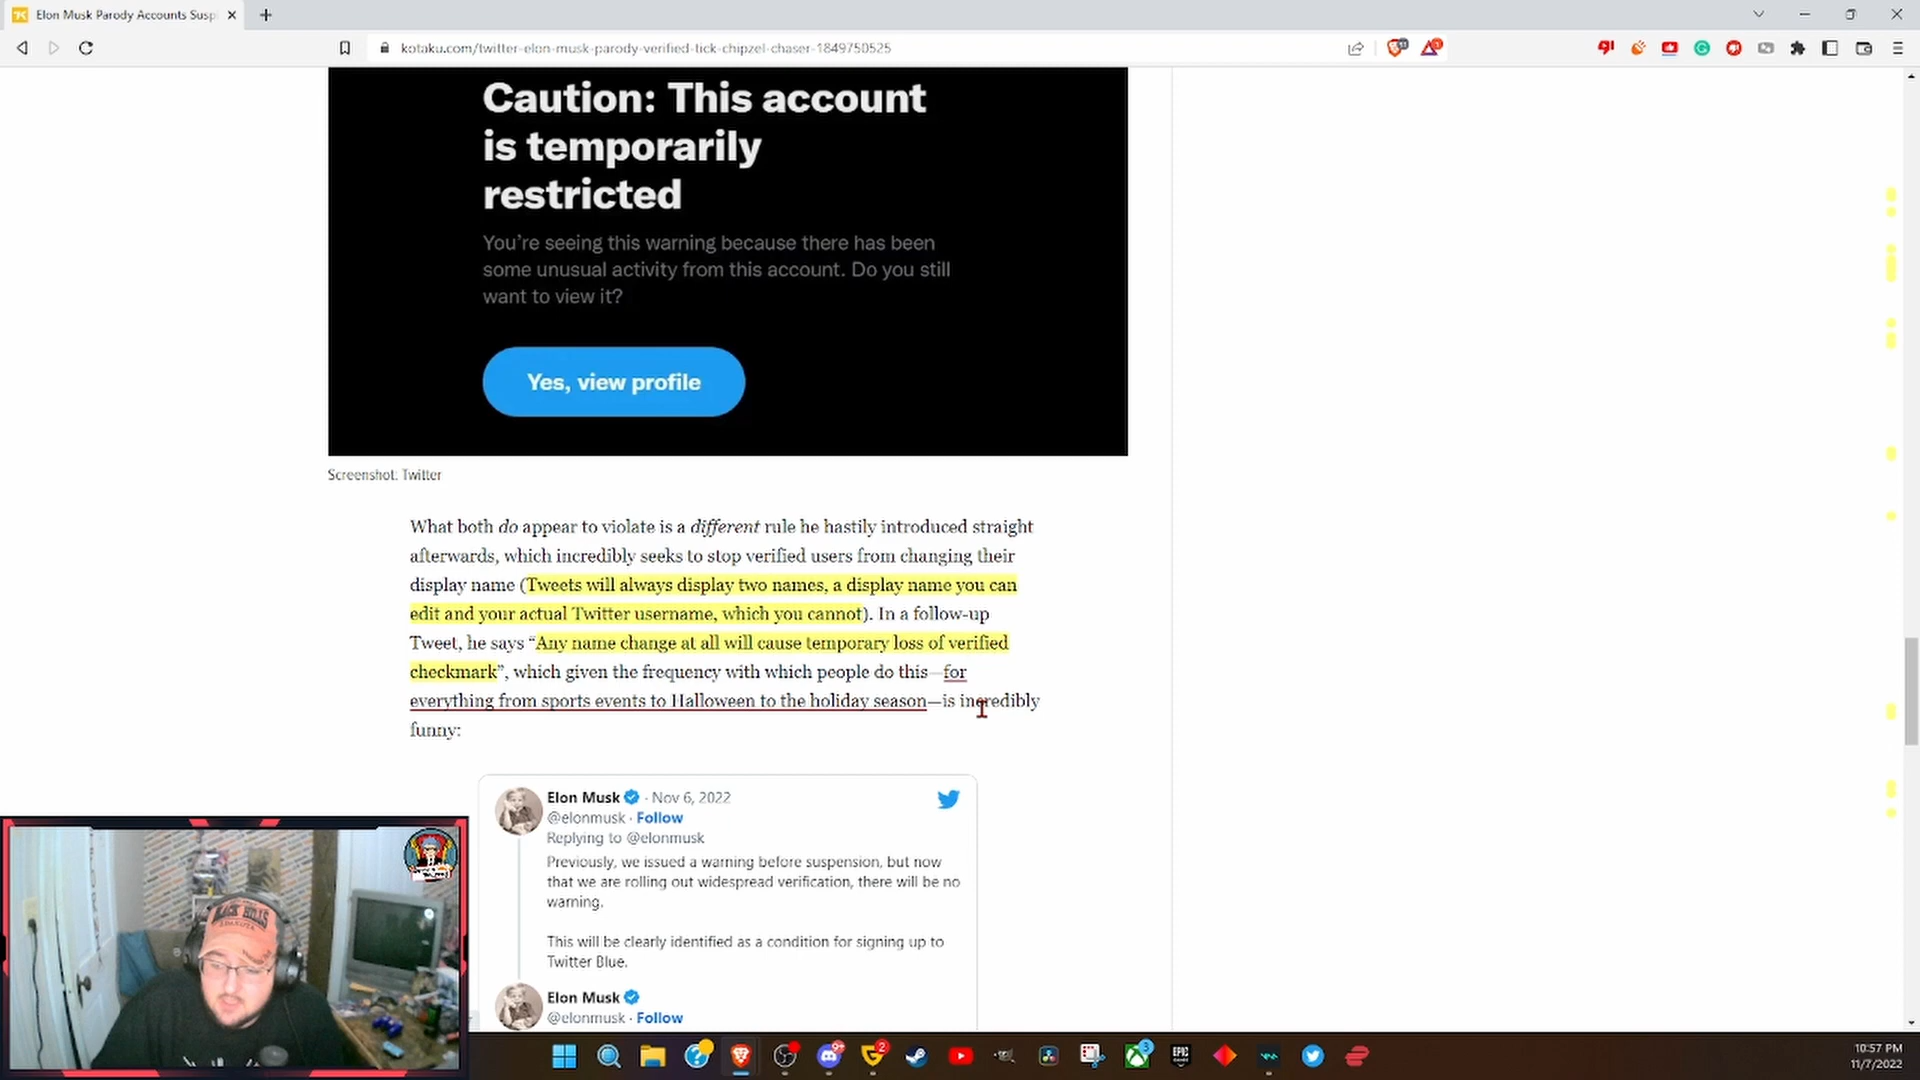 Elon Musk Parody Accounts Susp
kotaku.com/twitter-elon-musk-parody-verified-tick-chipzel-chaser-1849750525
Caution: This account
is temporarily
restricted
You're seeing this warning because there has been
some unusual activity from this account. Do you still
want to view it?
Yes, view profile
Screenshot: Twitter
What both do appear to violate is a different rule he hastily introduced straight
afterwards, which incredibly seeks to stop verified users from changing their
display name (Tweets will always display two names, a display name you can
edit and your actual Twitter username, which you cannot). In a follow-up
Tweet, he says “Any name change at all will cause temporary loss of verified
checkmark”, which given the frequency with which people do this—for
everything from sports events to Halloween to the holiday season—is incredibly
funny:
Elon Musk · Nov 6, 2022
@elonmusk · Follow
Replying to @elonmusk
Previously, we issued a warning before suspension, but now
that we are rolling out widespread verification, there will be no
warning.
This will be clearly identified as a condition for signing up to
Twitter Blue.
Elon Musk
@elonmusk · Follow
BLACK HILLS
EPIC
10:57 PM
11/7/2022